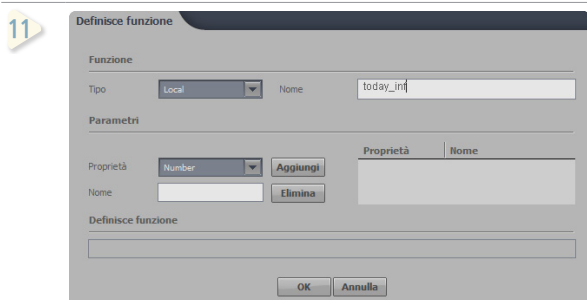 11
Definisce funzione
Funzione
Tipo Local Nome today_int
Parametri
Proprietà Nome
Proprietà Number Aggiungi
Nome Elimina
Definisce funzione
OK Annulla